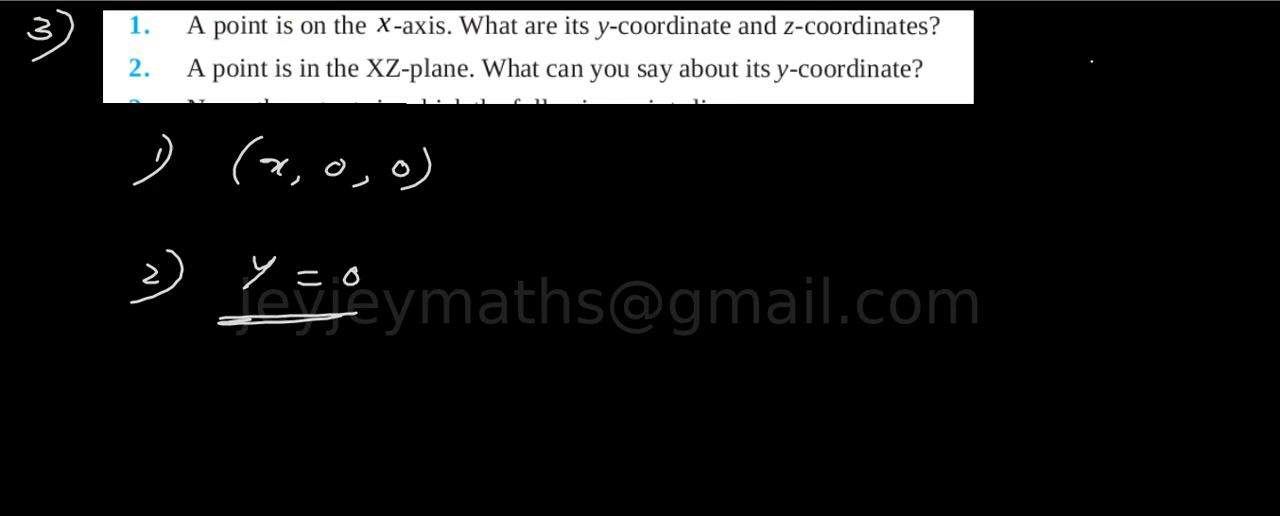 3)
1. A point is on the x-axis. What are its y-coordinate and z-coordinates?
2. A point is in the XZ-plane. What can you say about its y-coordinate?
1) (x, 0, 0)
2) y = 0
jeyjeymaths@gmail.com